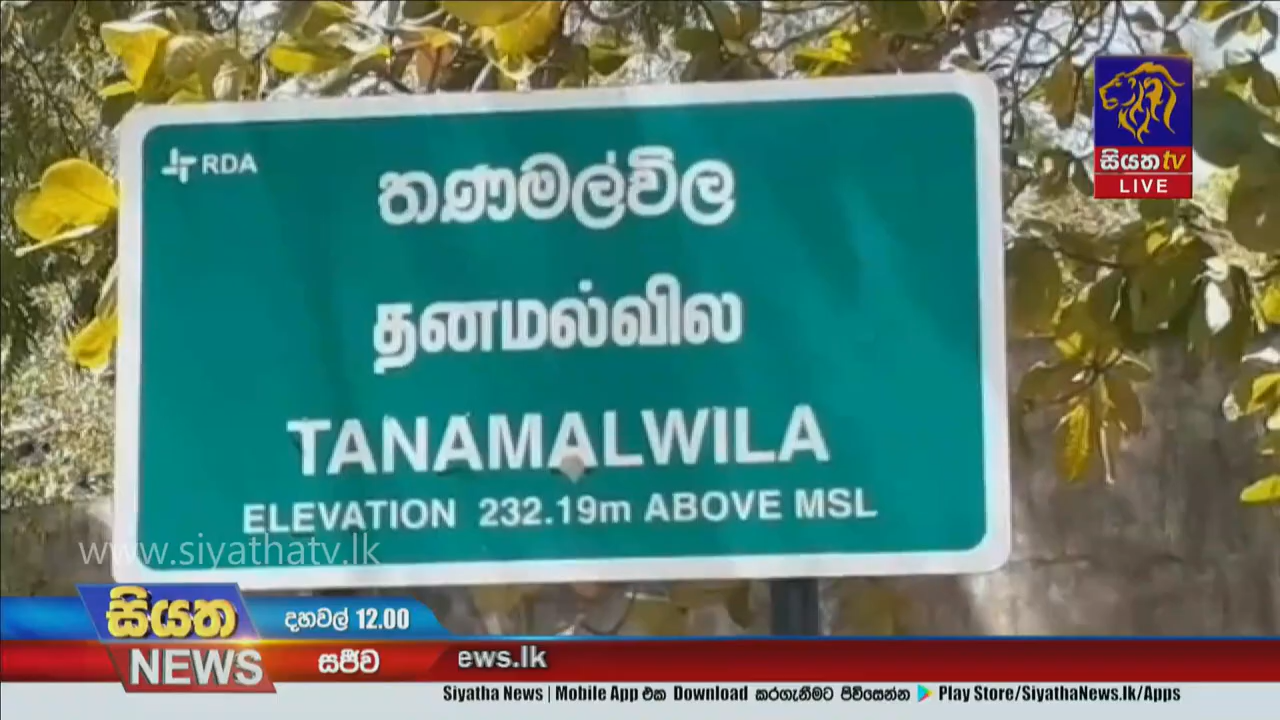 RDA
තණමල්විල
தனமல்வில
TANAMALWILA
ELEVATION 232.19m ABOVE MSL
සියත tv
LIVE
www.siyathatv.lk
සියත
NEWS
දහවල් 12.00
සජීව
ews.lk
Siyatha News | Mobile App එක Download කරගැනීමට පිවිසෙන්න Play Store/SiyathaNews.lk/Apps